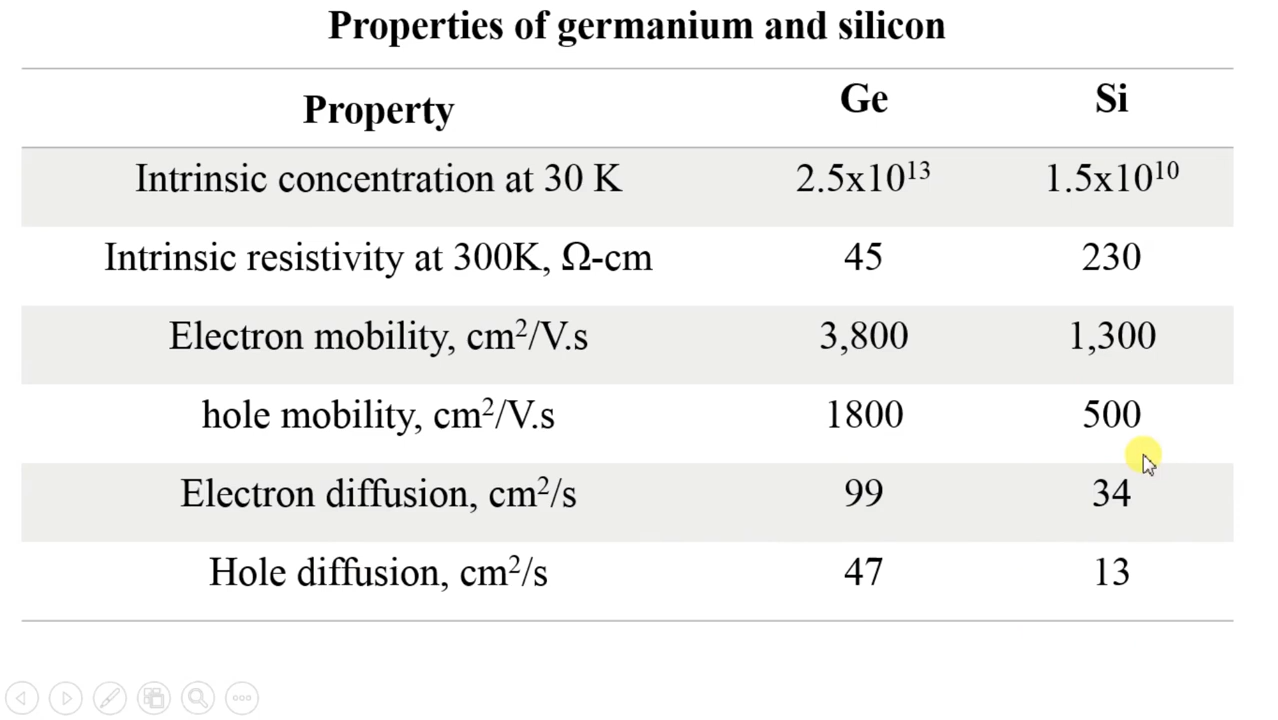 Properties of germanium and silicon
Property Ge Si
Intrinsic concentration at 30 K 2.5x10¹³ 1.5x10¹⁰
Intrinsic resistivity at 300K, Ω-cm 45 230
Electron mobility, cm²/V.s 3,800 1,300
hole mobility, cm²/V.s 1800 500
Electron diffusion, cm²/s 99 34
Hole diffusion, cm²/s 47 13